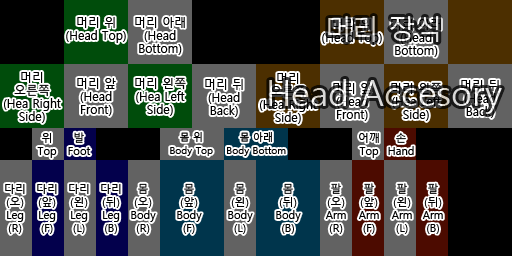 머리 위
(Head Top)
머리 아래
(Head
Bottom)
머리 장식
Bottom)
머리
오른쪽
(Hea Right
Side)
머리 앞
(Head
Front)
머리 왼쪽
(Hea Left
Side)
머리 뒤
(Head
Back)
머리
Side)
Front)
Side)
Back)
Head Accesory
위
Top
발
Foot
몸 위
Body Top
몸 아래
Body Bottom
어깨
Top
손
Hand
다리
(오)
Leg
(R)
다리
(앞)
Leg
(F)
다리
(왼)
Leg
(L)
다리
(뒤)
Leg
(B)
몸
(오)
Body
(R)
몸
(앞)
Body
(F)
몸
(왼)
Body
(L)
몸
(뒤)
Body
(B)
팔
(오)
Arm
(R)
팔
(앞)
Arm
(F)
팔
(왼)
Arm
(L)
팔
(뒤)
Arm
(B)